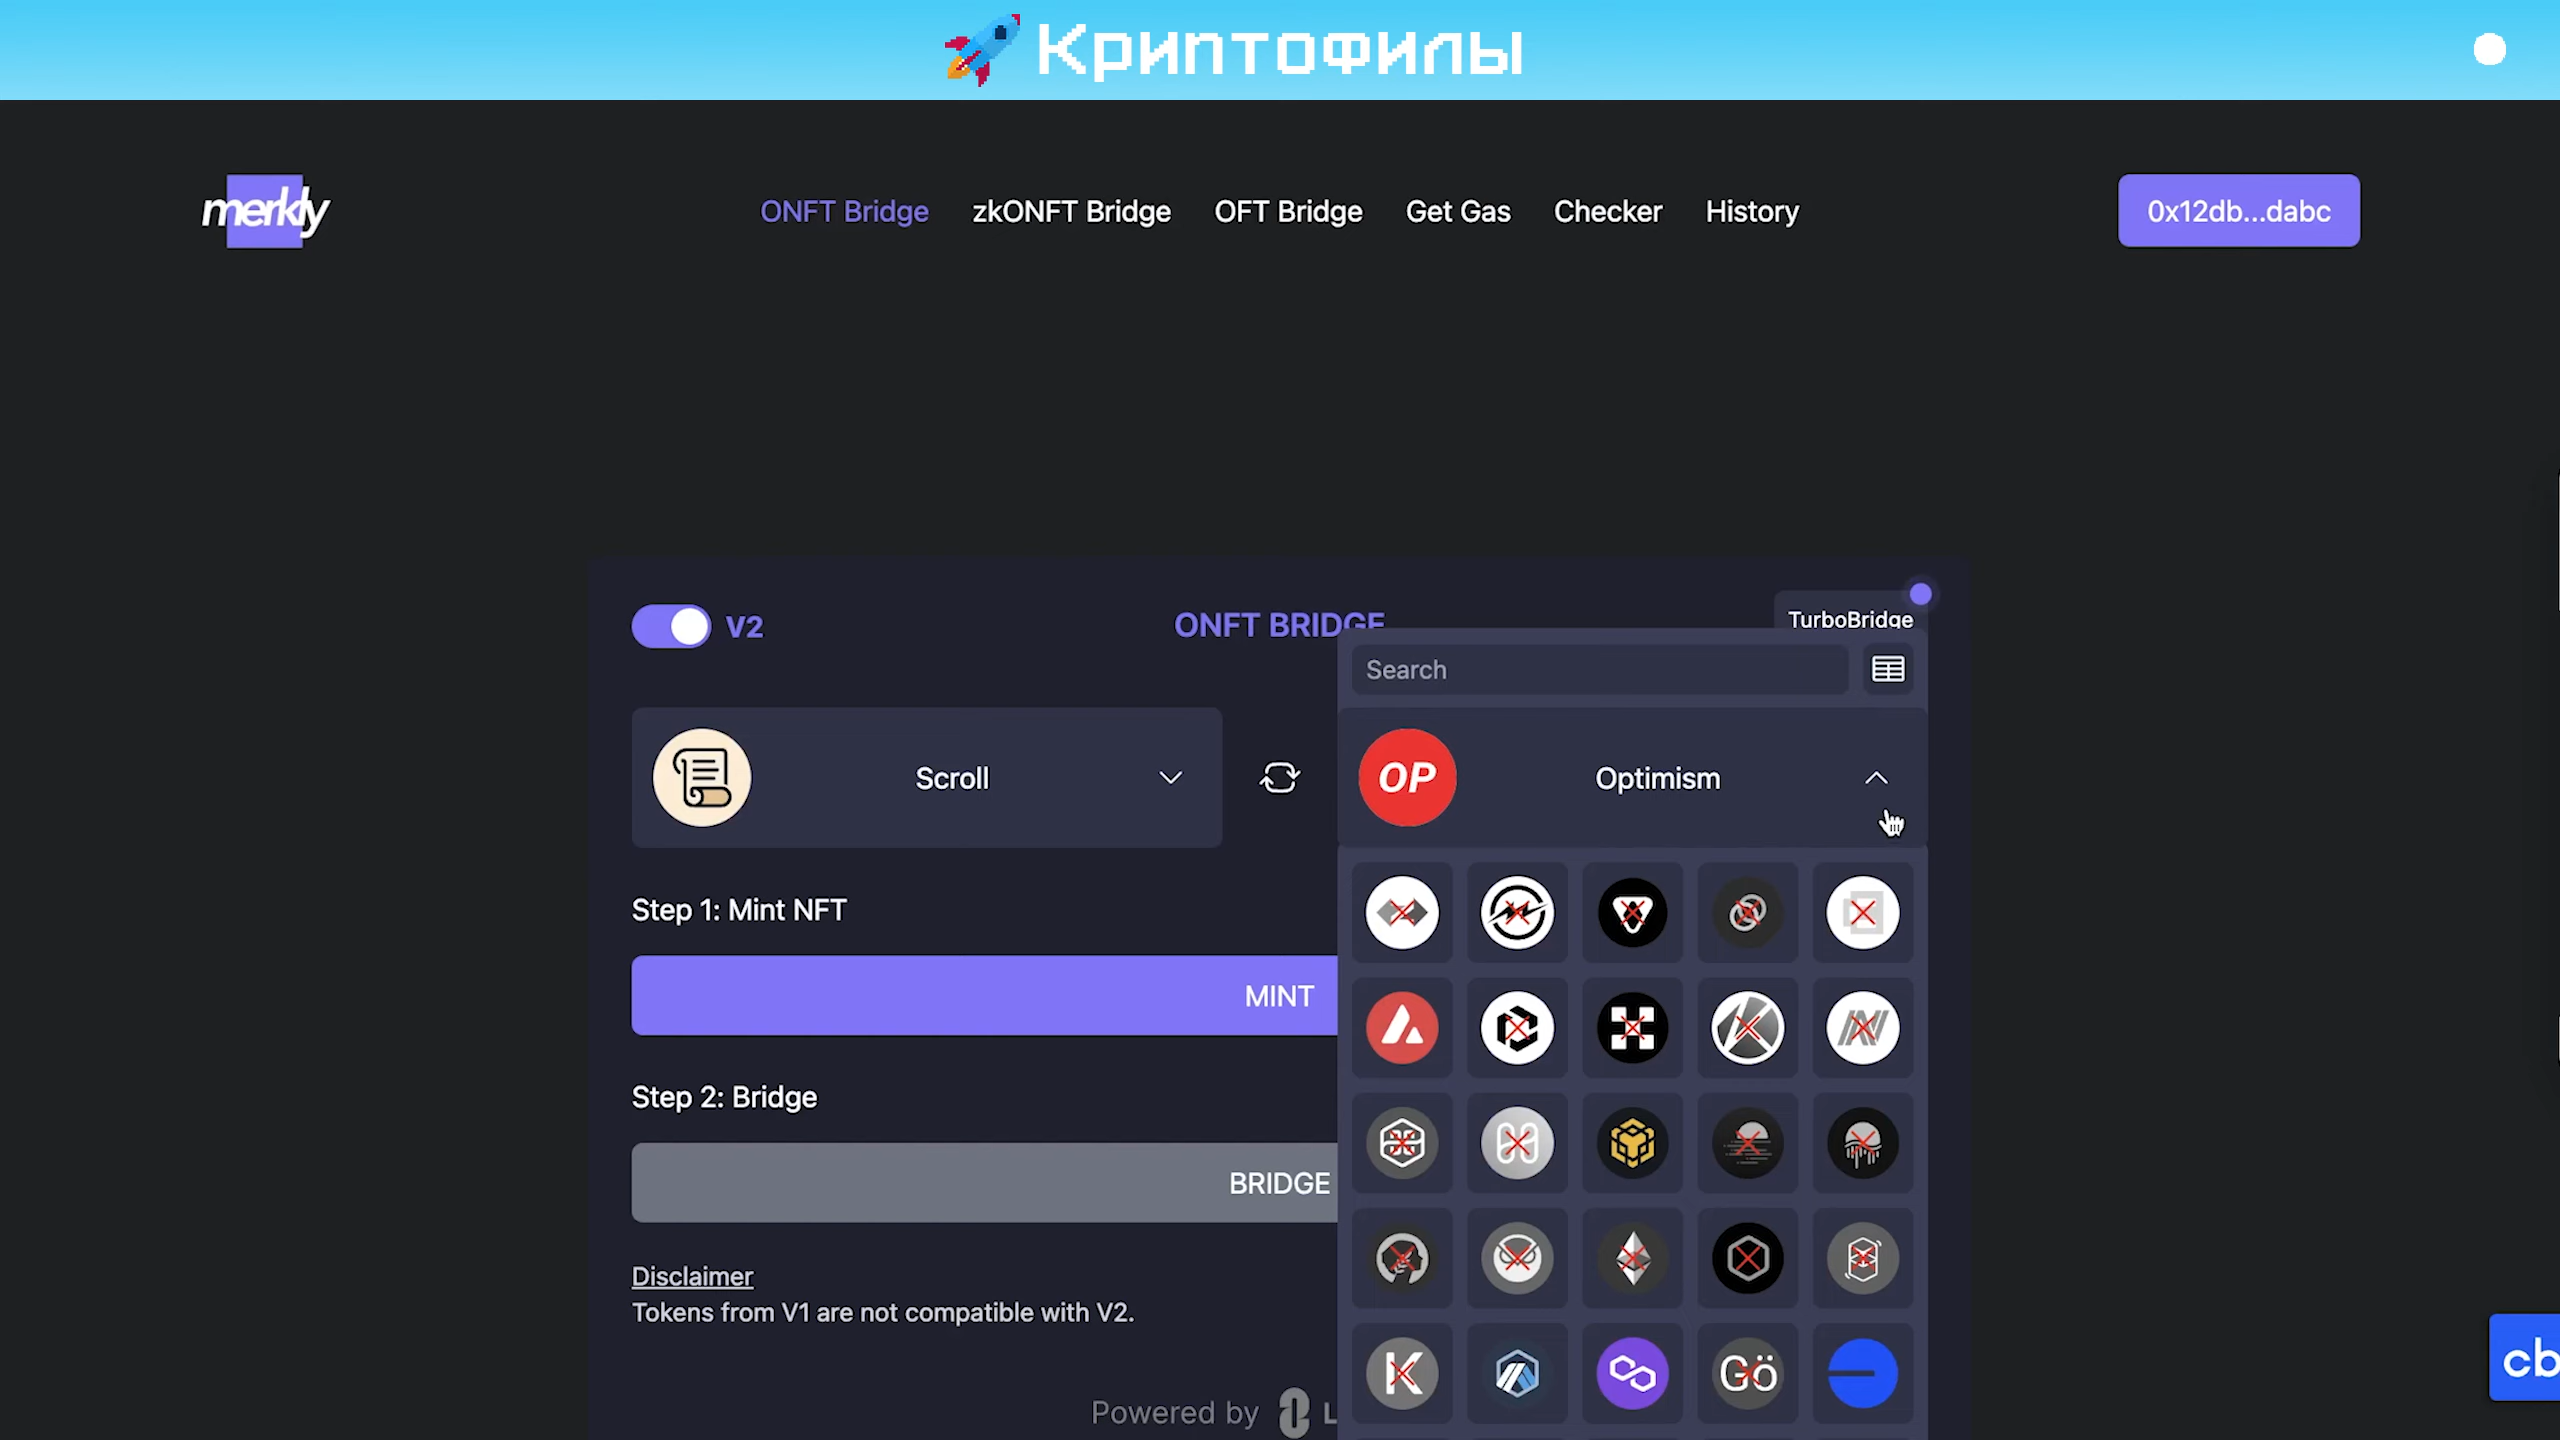 Криптофилы
merkly
ONFT Bridge
zkONFT Bridge
OFT Bridge
Get Gas
Checker
History
0x12db...dabc
V2
ONFT BRIDGE
TurboBridge
Search
Scroll
OP
Optimism
Step 1: Mint NFT
MINT
Step 2: Bridge
BRIDGE
Disclaimer
Tokens from V1 are not compatible with V2.
K
Gö
Powered by L
cb